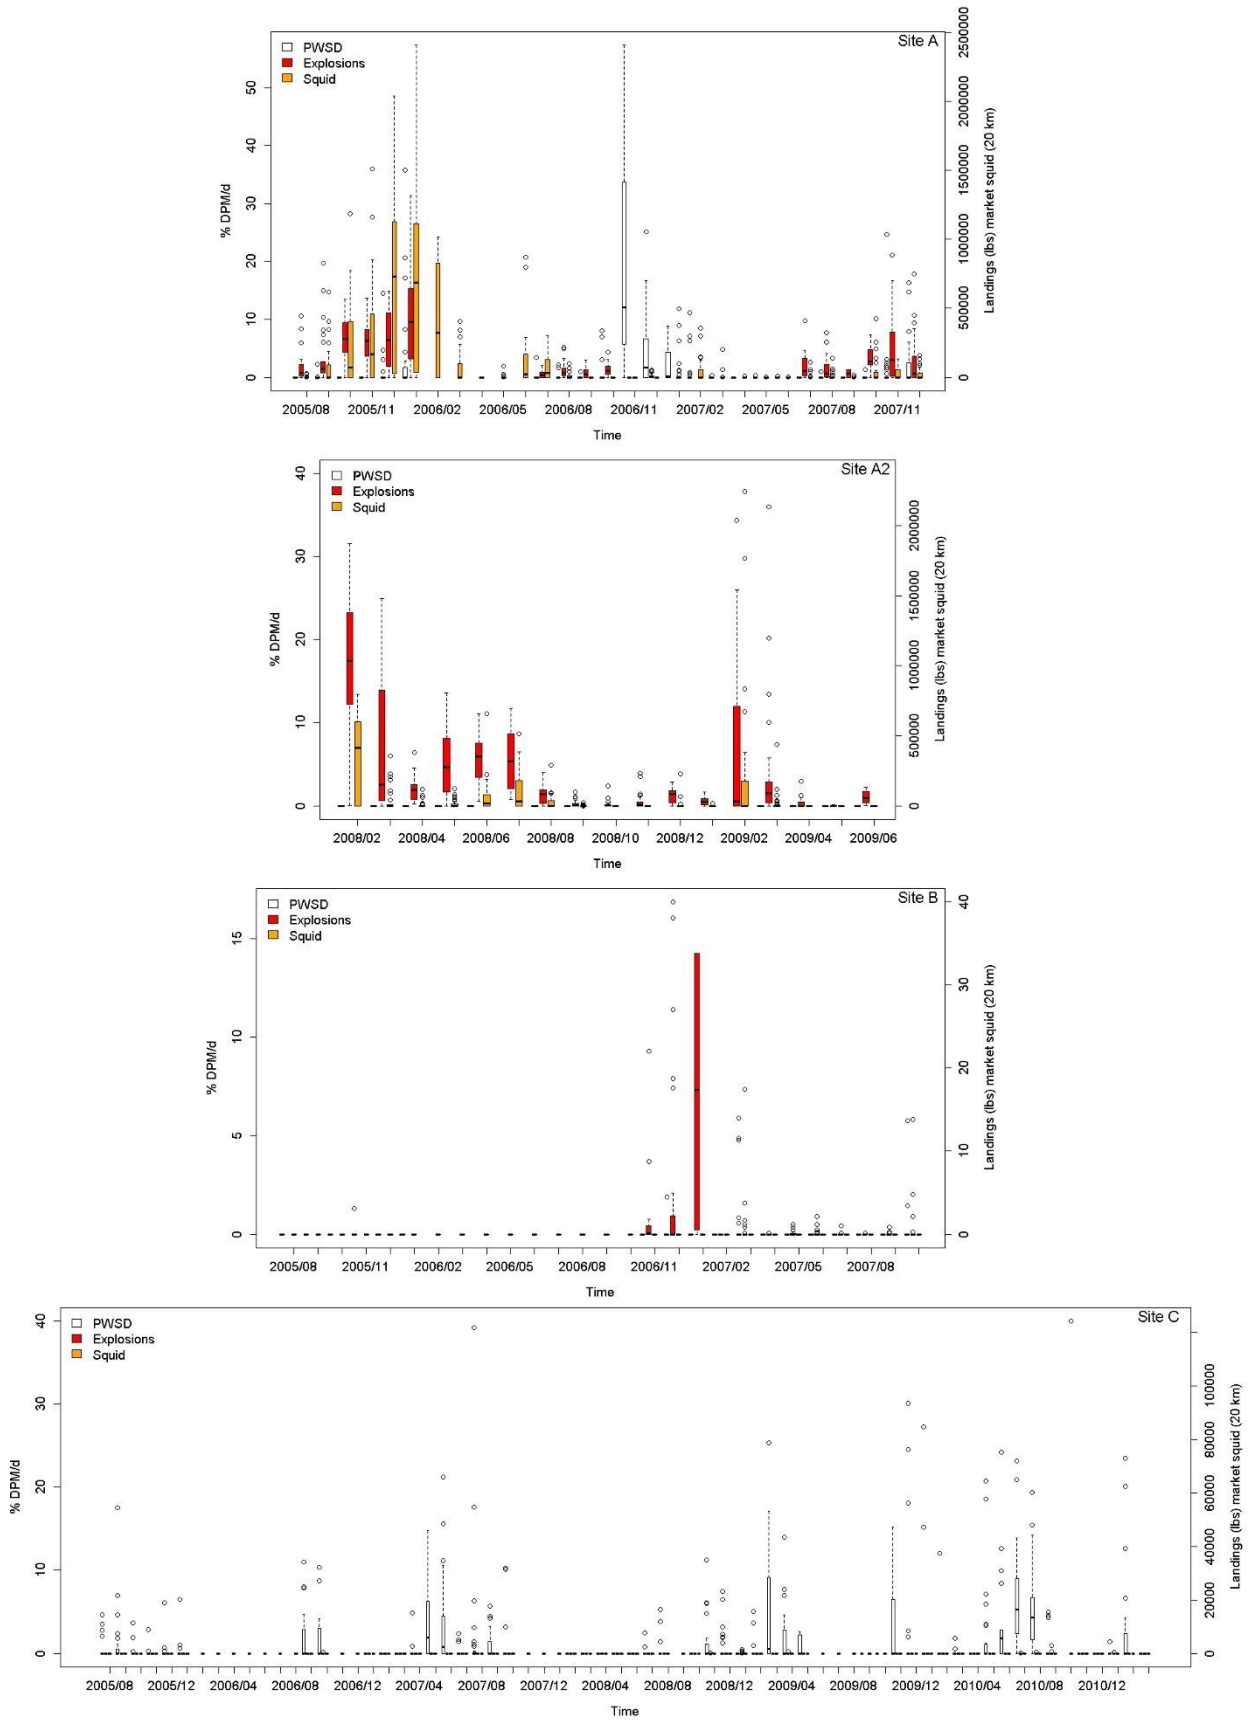 Site A
PWSD
Explosions
Squid
% DPM/d
0
10
20
30
40
50
Landings (lbs) market squid (20 km)
0
500000
1000000
1500000
2000000
2500000
2005/08 2005/11 2006/02 2006/05 2006/08 2006/11 2007/02 2007/05 2007/08 2007/11
Time
Site A2
PWSD
Explosions
Squid
% DPM/d
0
10
20
30
40
Landings (lbs) market squid (20 km)
0
500000
1000000
1500000
2000000
2008/02 2008/04 2008/06 2008/08 2008/10 2008/12 2009/02 2009/04 2009/06
Time
Site B
PWSD
Explosions
Squid
% DPM/d
0
5
10
15
Landings (lbs) market squid (20 km)
0
10
20
30
40
2005/08 2005/11 2006/02 2006/05 2006/08 2006/11 2007/02 2007/05 2007/08
Time
Site C
PWSD
Explosions
Squid
% DPM/d
0
10
20
30
40
Landings (lbs) market squid (20 km)
0
20000
40000
60000
80000
100000
2005/08 2005/12 2006/04 2006/08 2006/12 2007/04 2007/08 2007/12 2008/04 2008/08 2008/12 2009/04 2009/08 2009/12 2010/04 2010/08 2010/12
Time